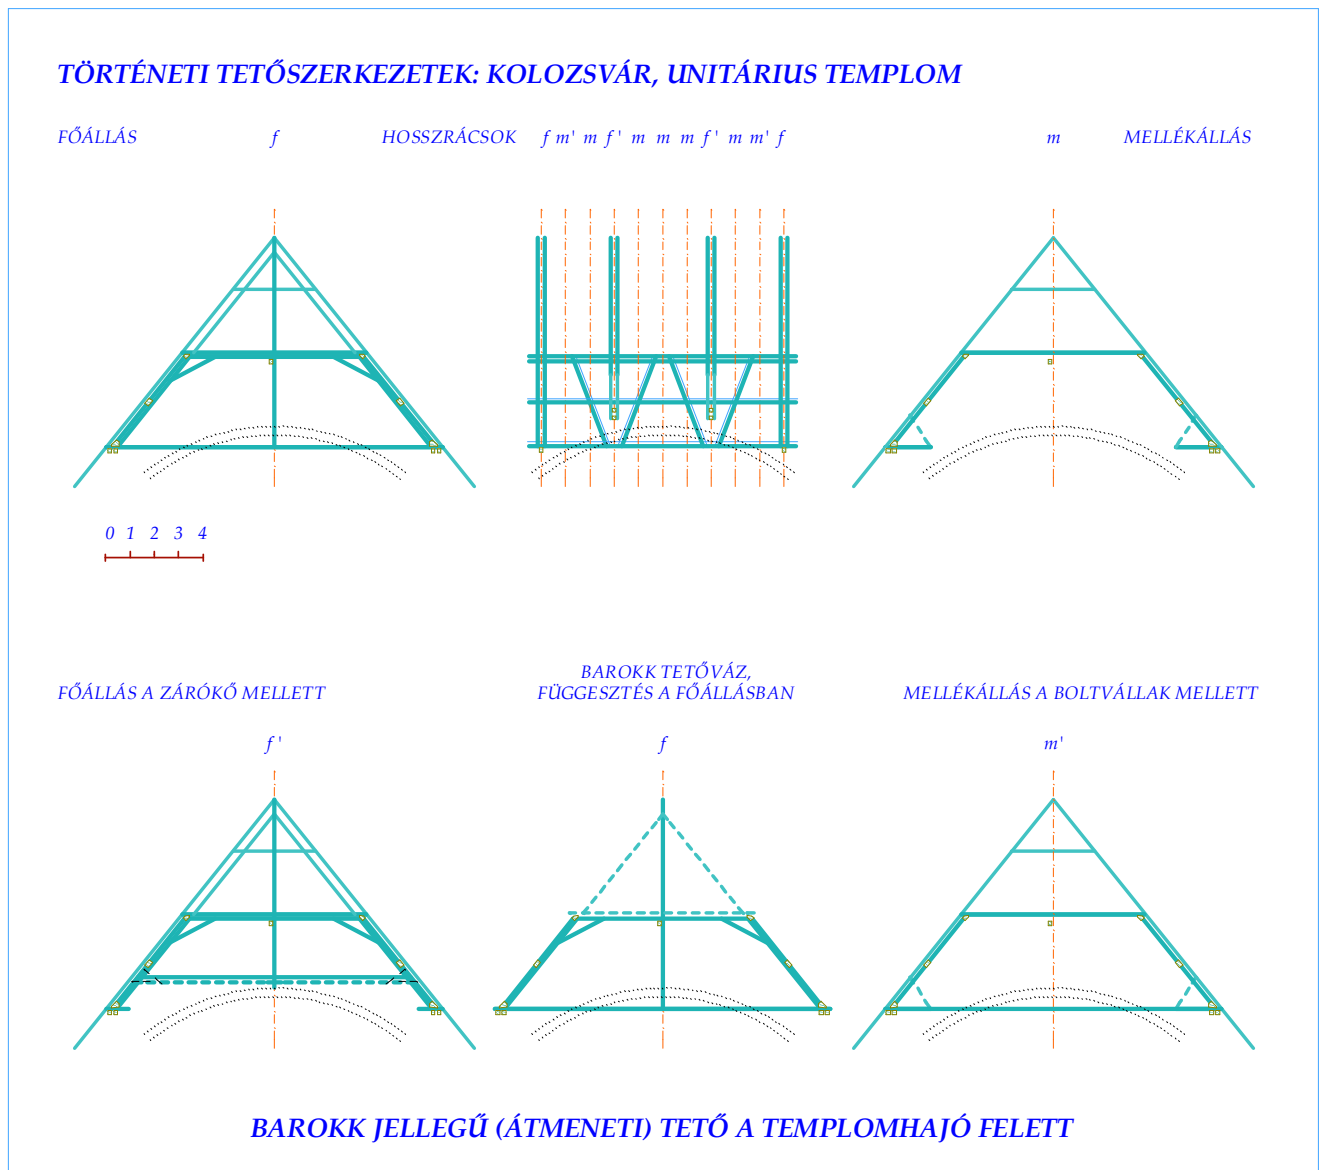 TÖRTÉNETI TETŐSZERKEZETEK: KOLOZSVÁR, UNITÁRIUS TEMPLOM
FŐÁLLÁS f HOSSZRÁCSOK f m' m f ' m m m f ' m m' f m MELLÉKÁLLÁS
0 1 2 3 4
BAROKK TETŐVÁZ,
FŐÁLLÁS A ZÁRÓKŐ MELLETT FÜGGESZTÉS A FŐÁLLÁSBAN MELLÉKÁLLÁS A BOLTVÁLLAK MELLETT
f ' f m'
BAROKK JELLEGŰ (ÁTMENETI) TETŐ A TEMPLOMHAJÓ FELETT